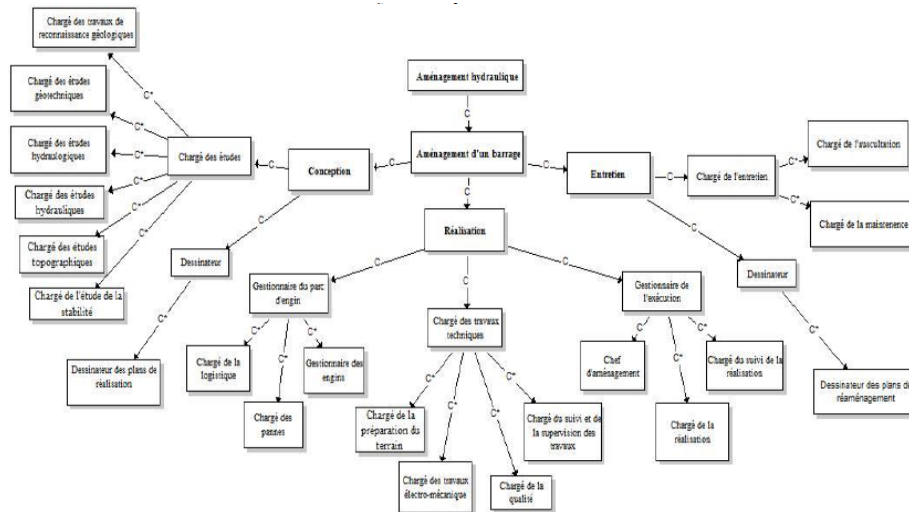 Chargé des travaux de
reconnaissance géologiques
Chargé des études
géotechniques
Chargé des études
hydraulogiques
Chargé des études
hydrauliques
Chargé des études
topographiques
Chargé de l'étude de la
stabilité
Chargé des études
Conception
Aménagement hydraulique
Aménagement d'un barrage
Entretien
Chargé de l'entretien
Chargé de l'auscultation
Chargé de la maintenence
Réalisation
Dessinateur
Dessinateur des plans de
réalisation
Gestionnaire du parc
d'engin
Chargé de la
logistique
Chargé des
pannes
Gestionnaire des
engins
Chargé des travaux
techniques
Chargé de la
préparation du
terrain
Chargé des travaux
électro-mécanique
Chargé de la
qualité
Chargé du suivi et de
la supervision des
travaux
Gestionnaire de
l'exécution
Chef
d'aménagement
Chargé de la
réalisation
Chargé du suivi de la
réalisation
Dessinateur
Dessinateur des plans de
réaménagement
C*
C*
C*
C*
C*
C*
C
C
C
C
C
C
C
C*
C*
C
C*
C
C
C
C*
C*
C*
C*
C*
C*
C*
C*
C*
C*
C
C*